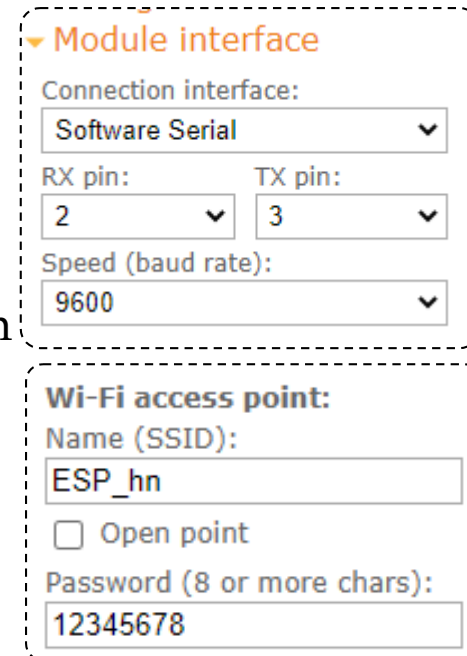 Module interface
Connection interface:
Software Serial
RX pin: TX pin:
2 3
Speed (baud rate):
9600
Wi-Fi access point:
Name (SSID):
ESP_hn
Open point
Password (8 or more chars):
12345678